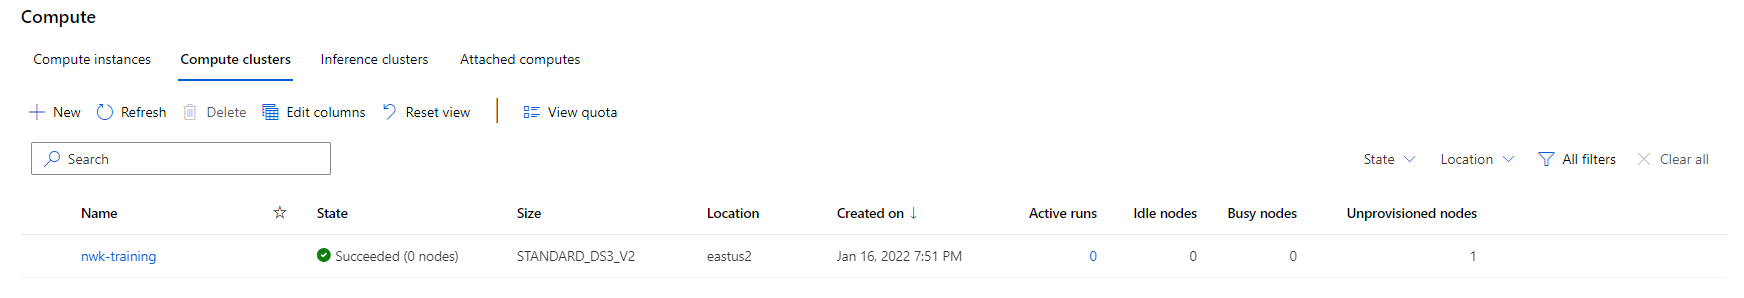 Compute
Compute instances Compute clusters Inference clusters Attached computes
New Refresh Delete Edit columns Reset view View quota
Search State Location All filters Clear all
Name State Size Location Created on ↓ Active runs Idle nodes Busy nodes Unprovisioned nodes
nwk-training Succeeded (0 nodes) STANDARD_DS3_V2 eastus2 Jan 16, 2022 7:51 PM 0 0 0 1